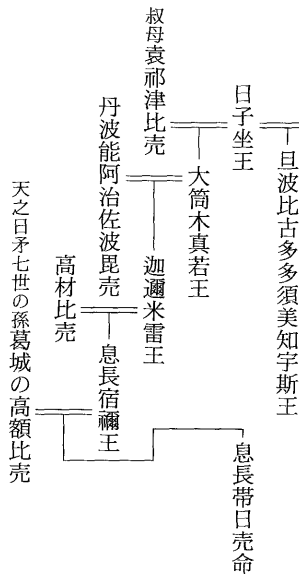 旦波比古多多須美知宇斯王
日子坐王
叔母袁祁津比売
大筒木真若王
丹波能阿治佐波毘売
迦邇米雷王
高材比売
息長宿禰王
天之日矛七世の孫葛城の高額比売
息長帯日売命